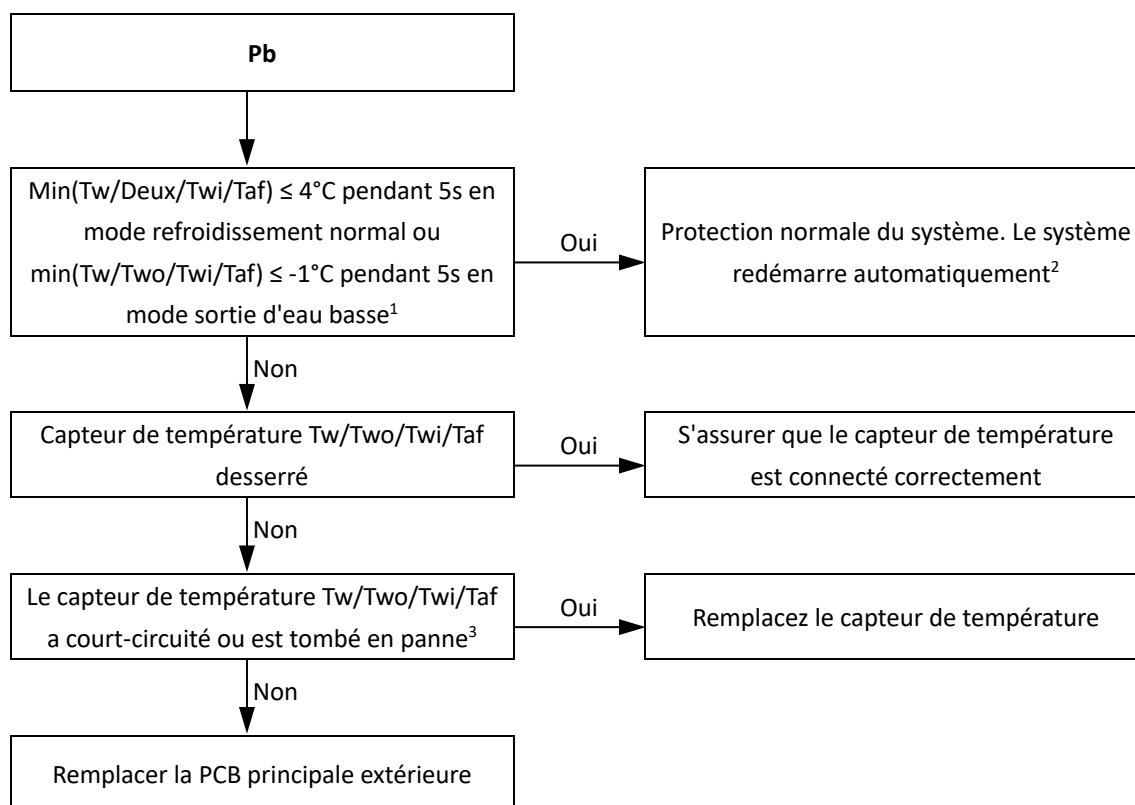 Pb
Min(Tw/Deux/Twi/Taf) ≤ 4°C pendant 5s en
mode refroidissement normal ou
min(Tw/Two/Twi/Taf) ≤ -1°C pendant 5s en
mode sortie d'eau basse¹
Oui
Protection normale du système. Le système
redémarre automatiquement²
Non
Capteur de température Tw/Two/Twi/Taf
desserré
Oui
S'assurer que le capteur de température
est connecté correctement
Non
Le capteur de température Tw/Two/Twi/Taf
a court-circuité ou est tombé en panne³
Oui
Remplacez le capteur de température
Non
Remplacer la PCB principale extérieure